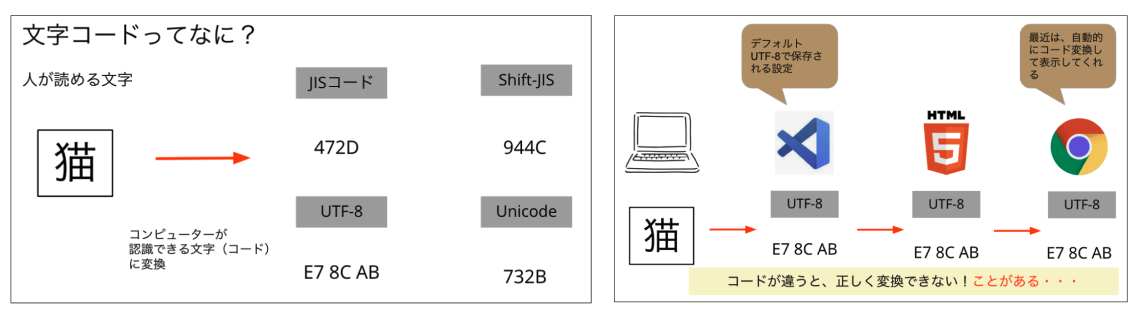 文字コードってなに？
人が読める文字
JISコード
Shift-JIS
猫
472D
944C
UTF-8
Unicode
コンピューターが
認識できる文字（コード）
に変換
E7 8C AB
732B
デフォルト
UTF-8で保存さ
れる設定
最近は、自動的
にコード変換し
て表示してくれ
る
HTML
5
UTF-8
UTF-8
UTF-8
猫
E7 8C AB
E7 8C AB
E7 8C AB
コードが違うと、正しく変換できない！ことがある・・・